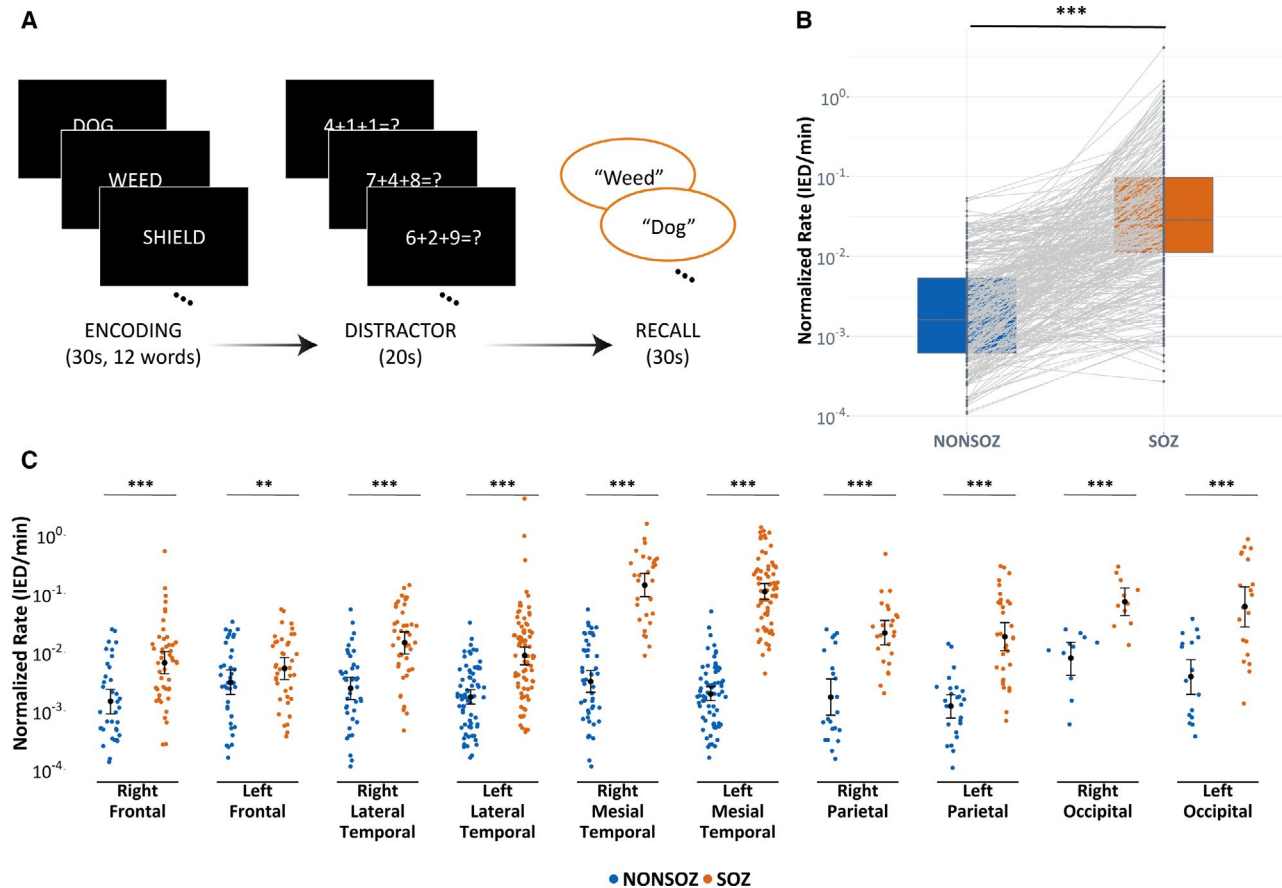 A
DOG
WEED
SHIELD
4+1+1=?
7+4+8=?
6+2+9=?
“Weed”
“Dog”
ENCODING
(30s, 12 words)
DISTRACTOR
(20s)
RECALL
(30s)
B
***
Normalized Rate (IED/min)
10^0
10^-1
10^-2
10^-3
10^-4
NONSOZ
SOZ
C
*** ** *** *** *** *** *** *** *** ***
Normalized Rate (IED/min)
10^0
10^-1
10^-2
10^-3
10^-4
Right
Frontal
Left
Frontal
Right
Lateral
Temporal
Left
Lateral
Temporal
Right
Mesial
Temporal
Left
Mesial
Temporal
Right
Parietal
Left
Parietal
Right
Occipital
Left
Occipital
NONSOZ SOZ